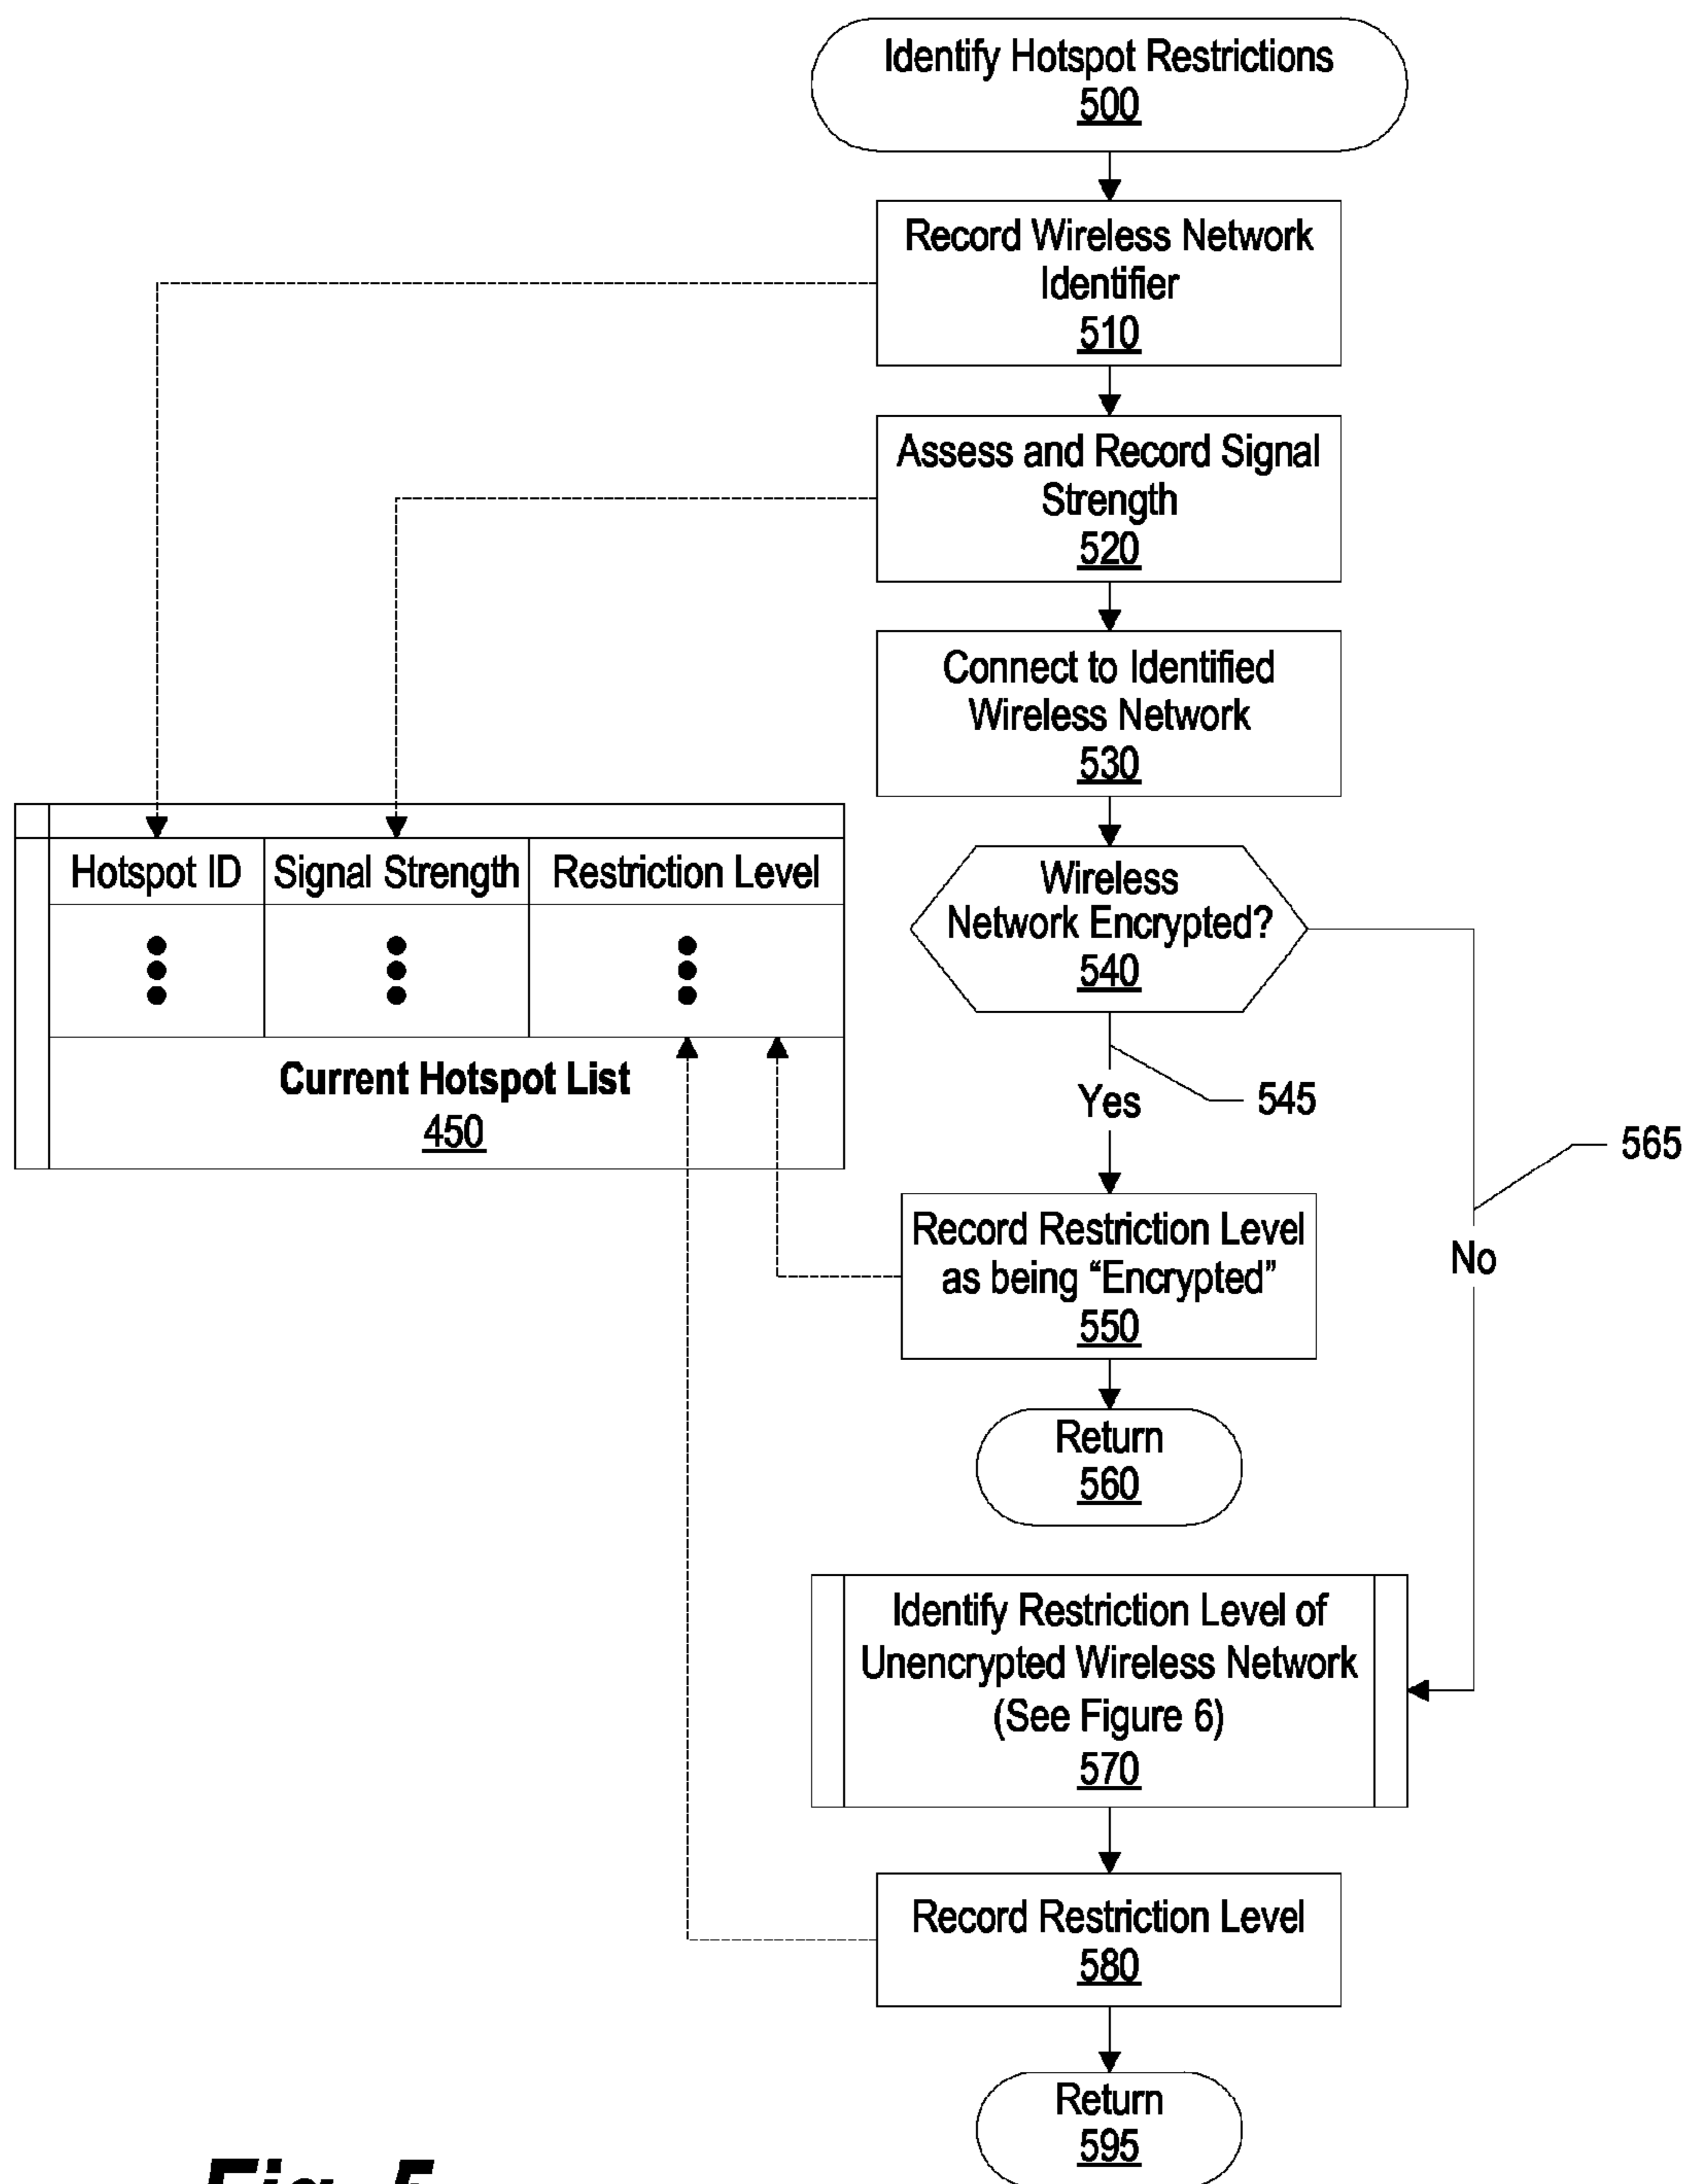 Identify Hotspot Restrictions
500
Record Wireless Network
Identifier
510
Assess and Record Signal
Strength
520
Connect to Identified
Wireless Network
530
Hotspot ID
Signal Strength
Restriction Level
Current Hotspot List
450
Wireless
Network Encrypted?
540
Yes
545
565
No
Record Restriction Level
as being “Encrypted”
550
Return
560
Identify Restriction Level of
Unencrypted Wireless Network
(See Figure 6)
570
Record Restriction Level
580
Return
595
Fig. 5